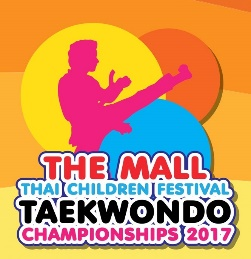 THE MALL
THAI CHILDREN FESTIVAL
TAEKWONDO
CHAMPIONSHIPS 2017